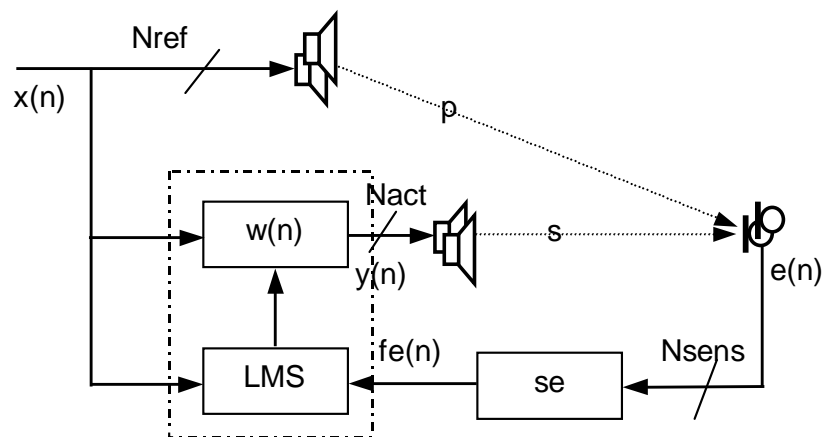 Nref
x(n)
p
Nact
w(n)
s
y(n)
e(n)
fe(n)
Nsens
LMS
se